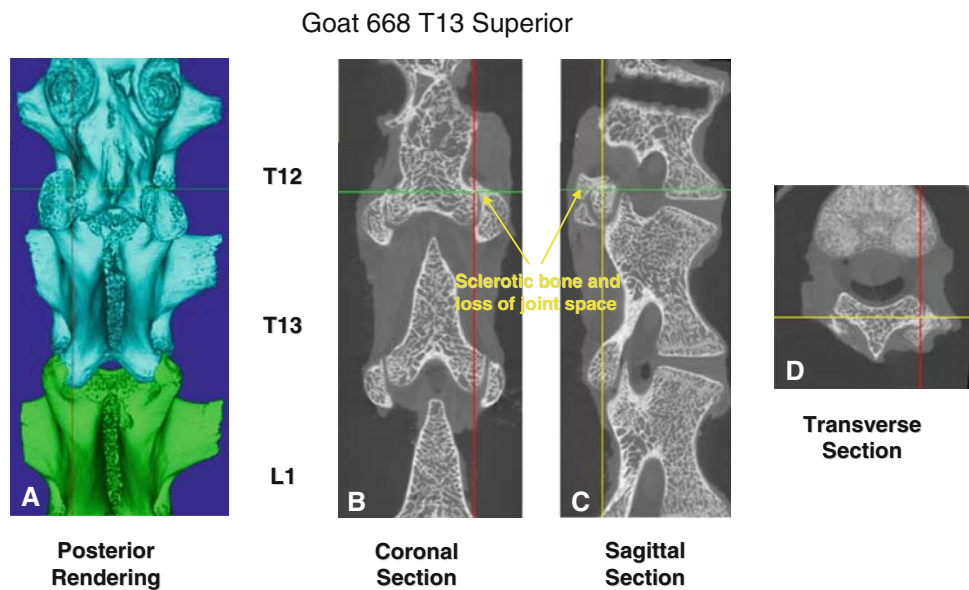 Goat 668 T13 Superior
T12
T13
L1
Sclerotic bone and
loss of joint space
A
B
C
D
Posterior
Rendering
Coronal
Section
Sagittal
Section
Transverse
Section